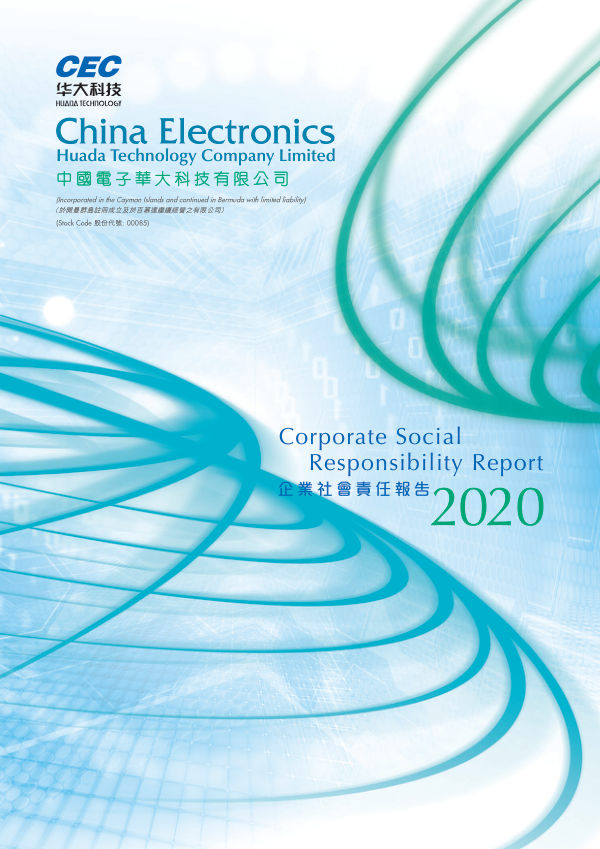 CEC
华大科技
HUADA TECHNOLOGY
China Electronics
Huada Technology Company Limited
中國電子華大科技有限公司
(Incorporated in the Cayman Islands and continued in Bermuda with limited liability)
(於開曼群島註冊成立及於百慕達繼續經營之有限公司)
(Stock Code 股份代號: 00085)
Corporate Social
Responsibility Report
企業社會責任報告
2020